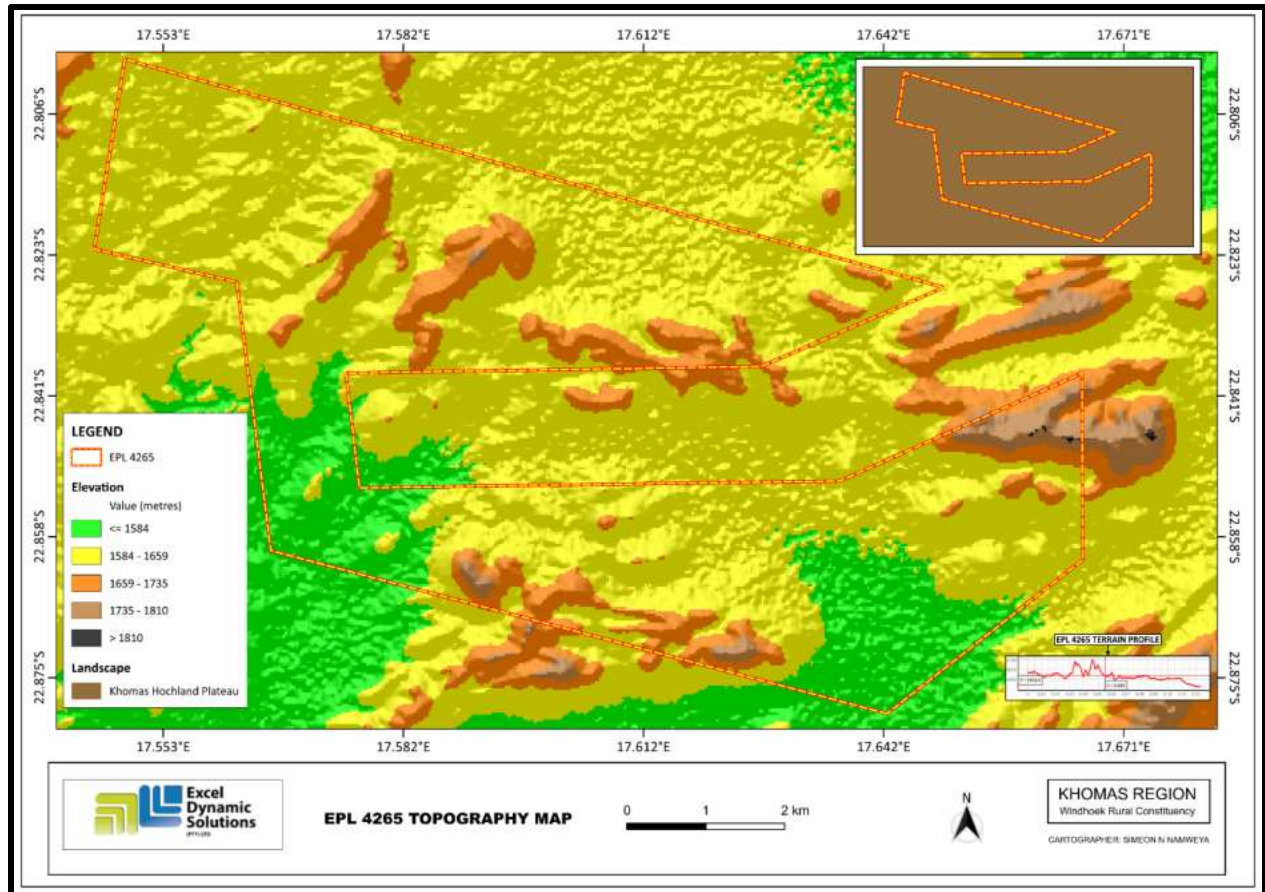 17.553°E 17.582°E 17.612°E 17.642°E 17.671°E
22.806°S 22.806°S
22.823°S 22.823°S
22.841°S 22.841°S
22.858°S 22.858°S
22.875°S 22.875°S
LEGEND
EPL 4265
Elevation
Value (metres)
<= 1584
1584 - 1659
1659 - 1735
1735 - 1810
> 1810
Landscape
Khomas Hochland Plateau
EPL 4265 TERRAIN PROFILE
17.553°E 17.582°E 17.612°E 17.642°E 17.671°E
Excel
Dynamic
Solutions
(PTY) LTD
EPL 4265 TOPOGRAPHY MAP
0 1 2 km
N
KHOMAS REGION
Windhoek Rural Constituency
CARTOGRAPHER: SIMEON N NAMWEYA